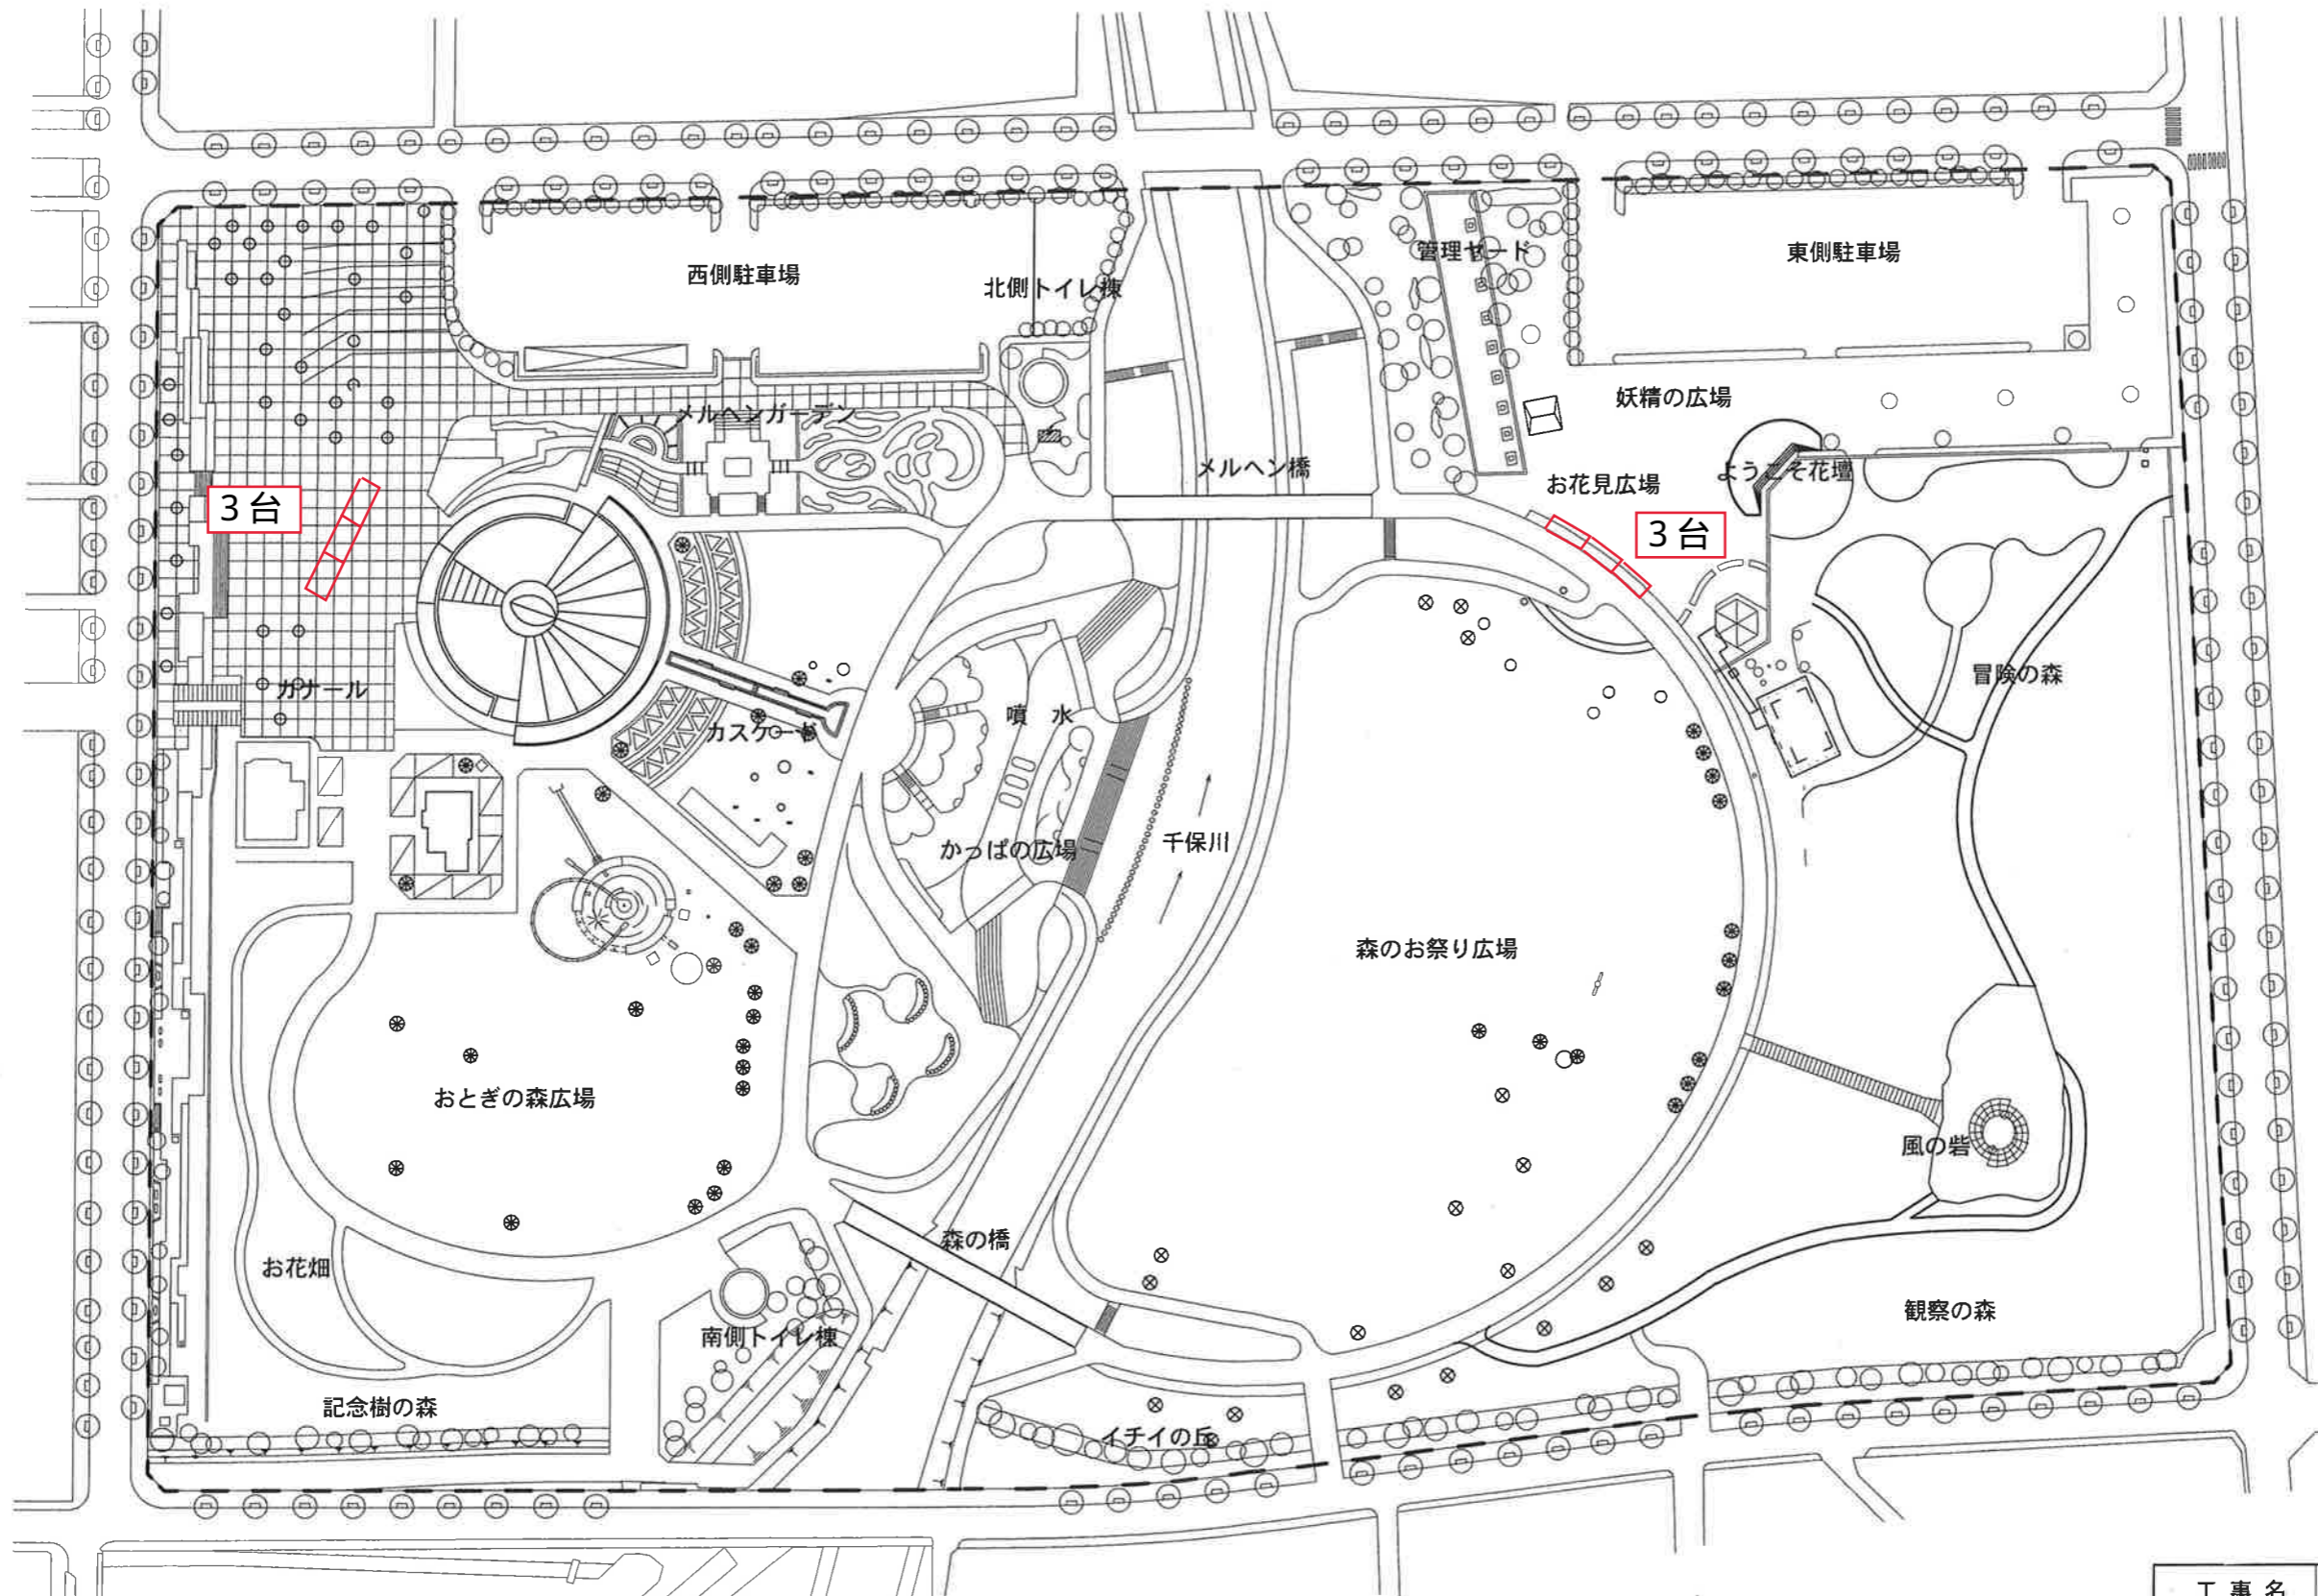 管理ヤード
東側駐車場
西側駐車場
北側トイレ棟
妖精の広場
メルヘンガーデン
メルヘン橋
ようこそ花壇
お花見広場
3台
3台
冒険の森
カナール
噴 水
カスケード
千保川
かっぱの広場
森のお祭り広場
おとぎの森広場
風の砦
森の橋
お花畑
観察の森
南側トイレ棟
記念樹の森
イチイの丘
工 事 名